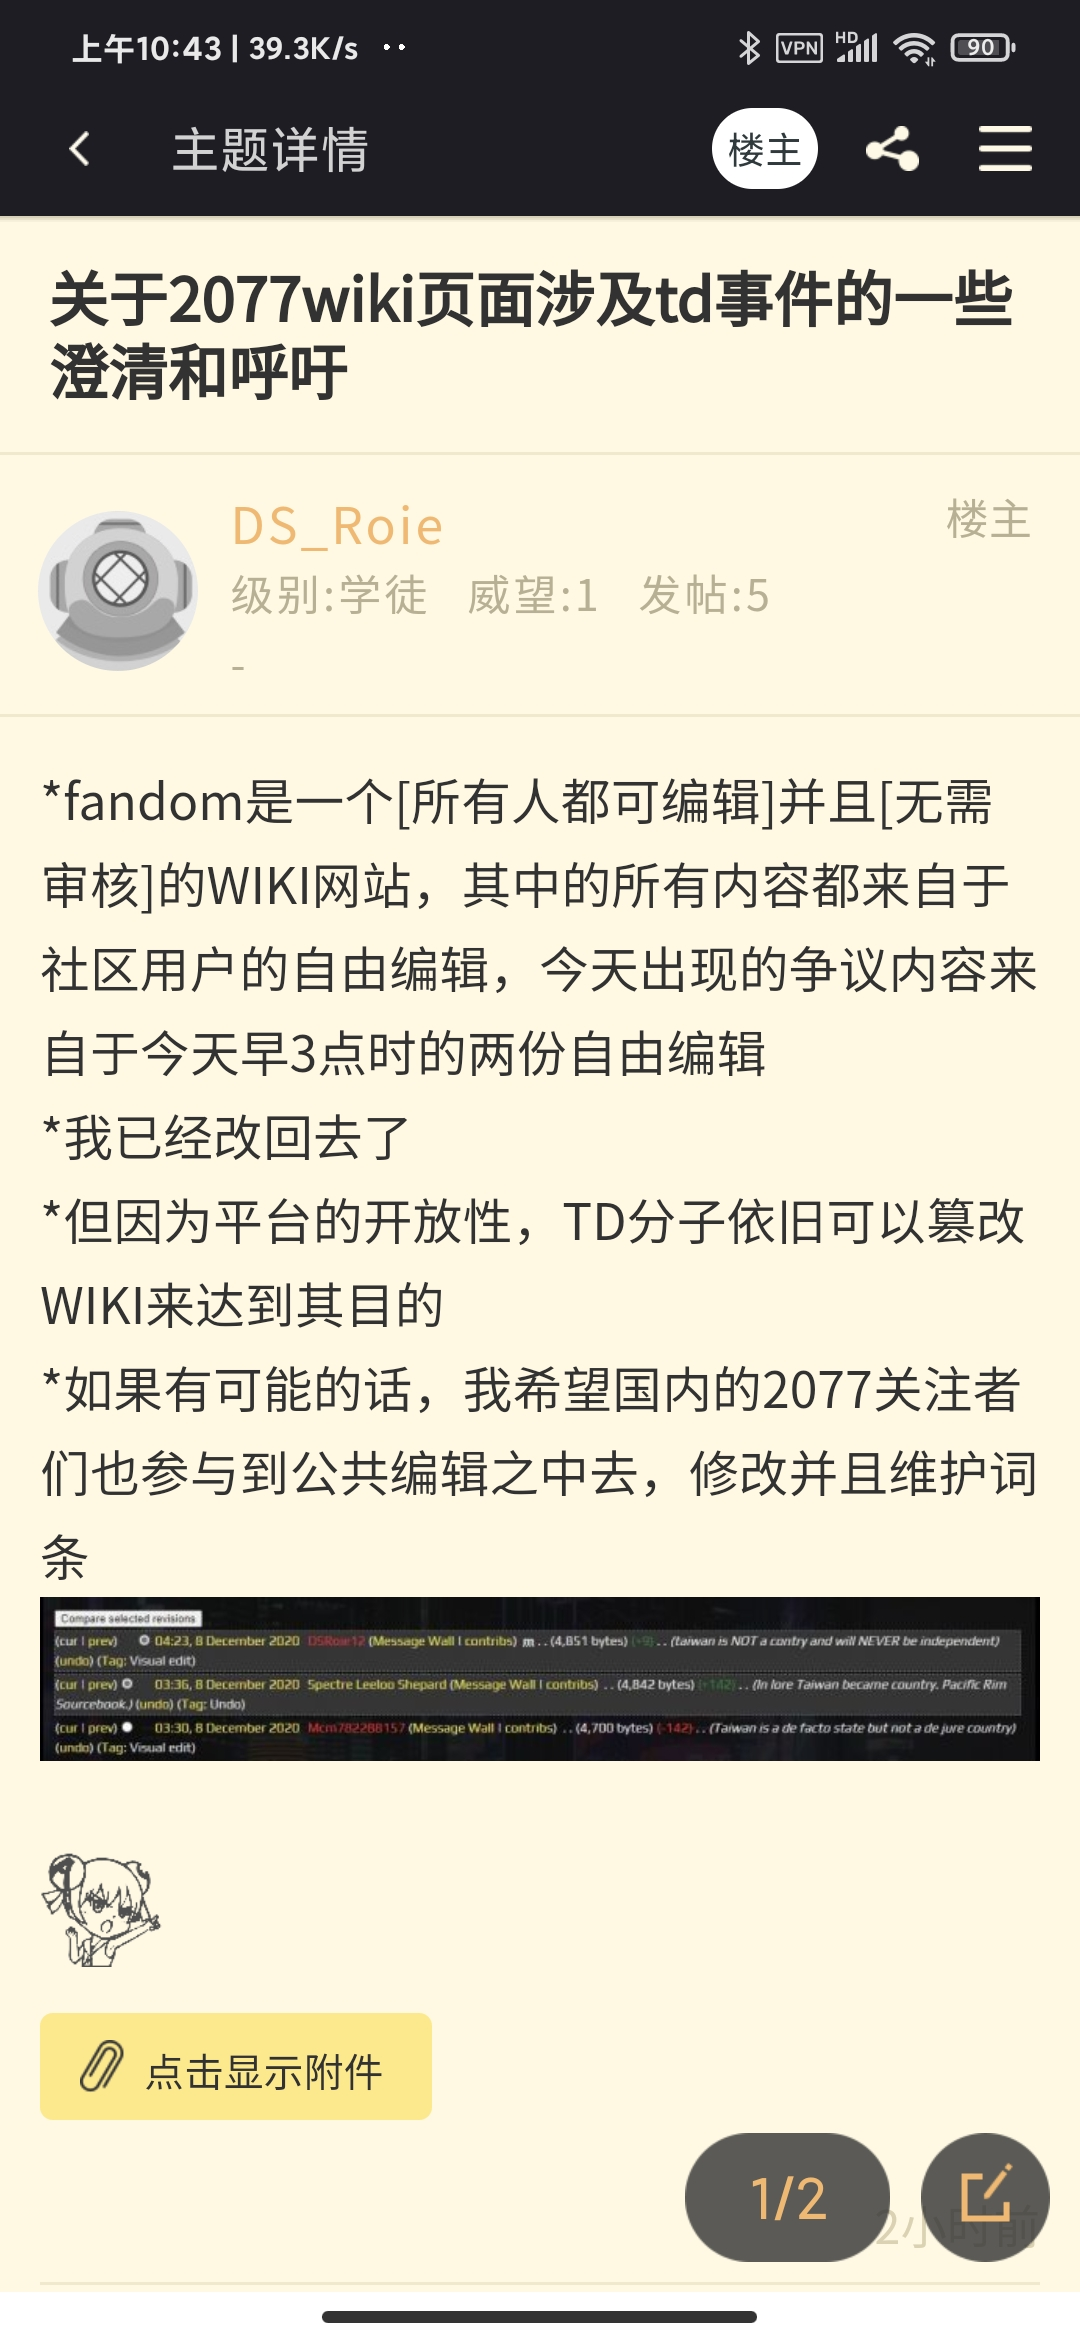 上午10:43 | 39.3K/s ··
HD
VPN
90
主题详情
楼主
关于2077wiki页面涉及td事件的一些
澄清和呼吁
DS_Roie
楼主
级别:学徒 威望:1 发帖:5
-
*fandom是一个[所有人都可编辑]并且[无需
审核]的WIKI网站，其中的所有内容都来自于
社区用户的自由编辑，今天出现的争议内容来
自于今天早3点时的两份自由编辑
*我已经改回去了
*但因为平台的开放性，TD分子依旧可以篡改
WIKI来达到其目的
*如果有可能的话，我希望国内的2077关注者
们也参与到公共编辑之中去，修改并且维护词
条
Compare selected revisions
(cur | prev) 04:23, 8 December 2020 DSRose12 (Message Wall | contribs) m . . (4,851 bytes) (+9) . . (taiwan is NOT a contry and will NEVER be independent)
(undo) (Tag: Visual edit)
(cur | prev) 03:36, 8 December 2020 Spectre Leeloo Shepard (Message Wall | contribs) . . (4,842 bytes) (+142) . . (In lore Taiwan became country. Pacific Rim
Sourcebook.) (undo) (Tag: Undo)
(cur | prev) 03:30, 8 December 2020 Mcm782288157 (Message Wall | contribs) . . (4,700 bytes) (-142) . . (Taiwan is a de facto state but not a de jure country)
(undo) (Tag: Visual edit)
点击显示附件
1/2
2小时前